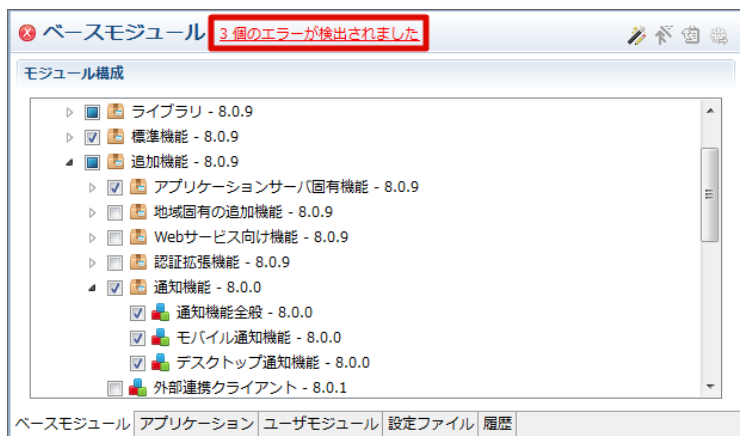 ベースモジュール 3 個のエラーが検出されました
モジュール構成
ライブラリ - 8.0.9
標準機能 - 8.0.9
追加機能 - 8.0.9
アプリケーションサーバ固有機能 - 8.0.9
地域固有の追加機能 - 8.0.9
Webサービス向け機能 - 8.0.9
認証拡張機能 - 8.0.9
通知機能 - 8.0.0
通知機能全般 - 8.0.0
モバイル通知機能 - 8.0.0
デスクトップ通知機能 - 8.0.0
外部連携クライアント - 8.0.1
ベースモジュール アプリケーション ユーザモジュール 設定ファイル 履歴